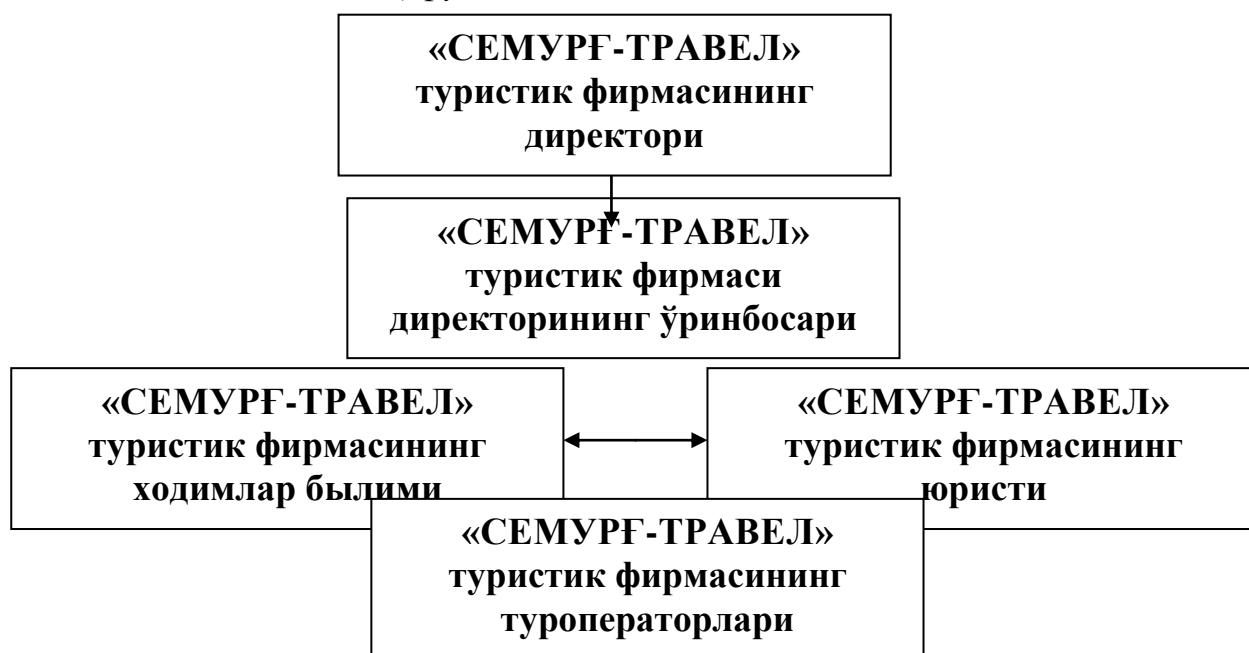 «СЕМУРҒ-ТРАВЕЛ»
туристик фирмасининг
директори
«СЕМУРҒ-ТРАВЕЛ»
туристик фирмаси
директорининг ўринбосари
«СЕМУРҒ-ТРАВЕЛ»
туристик фирмасининг
ходимлар былими
«СЕМУРҒ-ТРАВЕЛ»
туристик фирмасининг
юристи
«СЕМУРҒ-ТРАВЕЛ»
туристик фирмасининг
туроператорлари